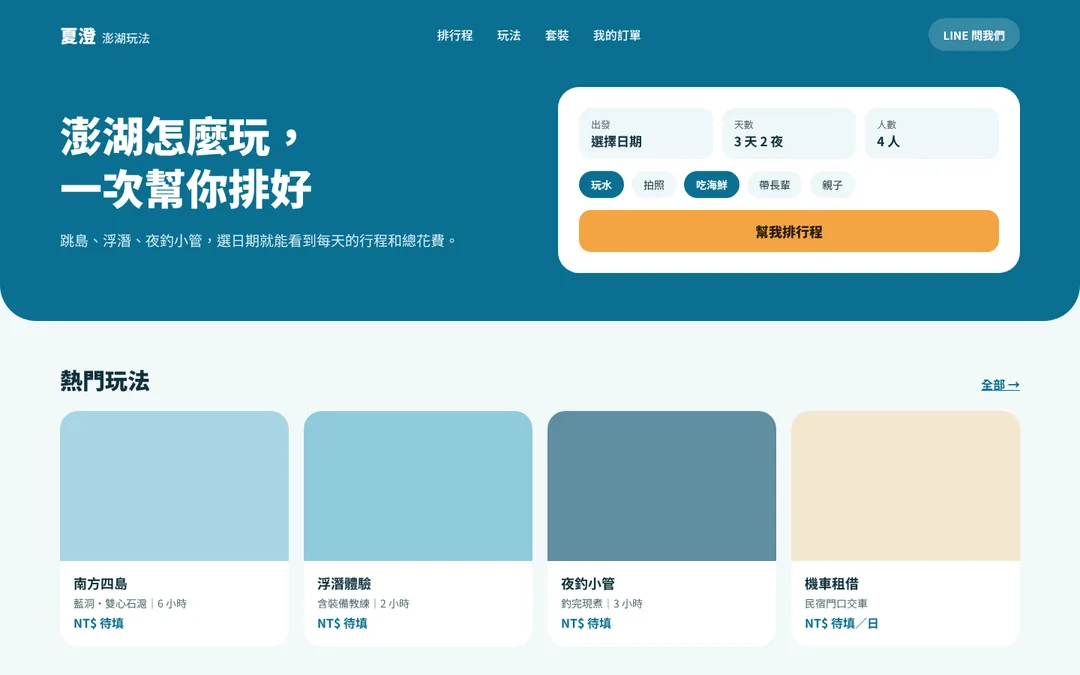 夏澄 澎湖玩法
排行程 玩法 套裝 我的訂單
LINE 問我們
澎湖怎麼玩，
一次幫你排好
跳島、浮潛、夜釣小管，選日期就能看到每天的行程和總花費。
出發
選擇日期
天數
3 天 2 夜
人數
4 人
玩水 拍照 吃海鮮 帶長輩 親子
幫我排行程
熱門玩法
全部 →
南方四島
藍洞・雙心石滬｜6 小時
NT$ 待填
浮潛體驗
含裝備教練｜2 小時
NT$ 待填
夜釣小管
釣完現煮｜3 小時
NT$ 待填
機車租借
民宿門口交車
NT$ 待填／日